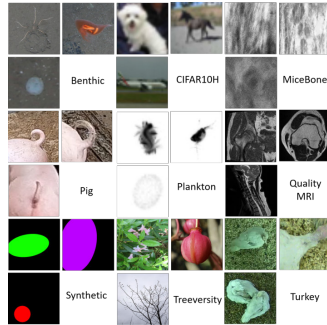 Benthic
CIFAR10H
MiceBone
Pig
Plankton
Quality
MRI
Synthetic
Treeversity
Turkey